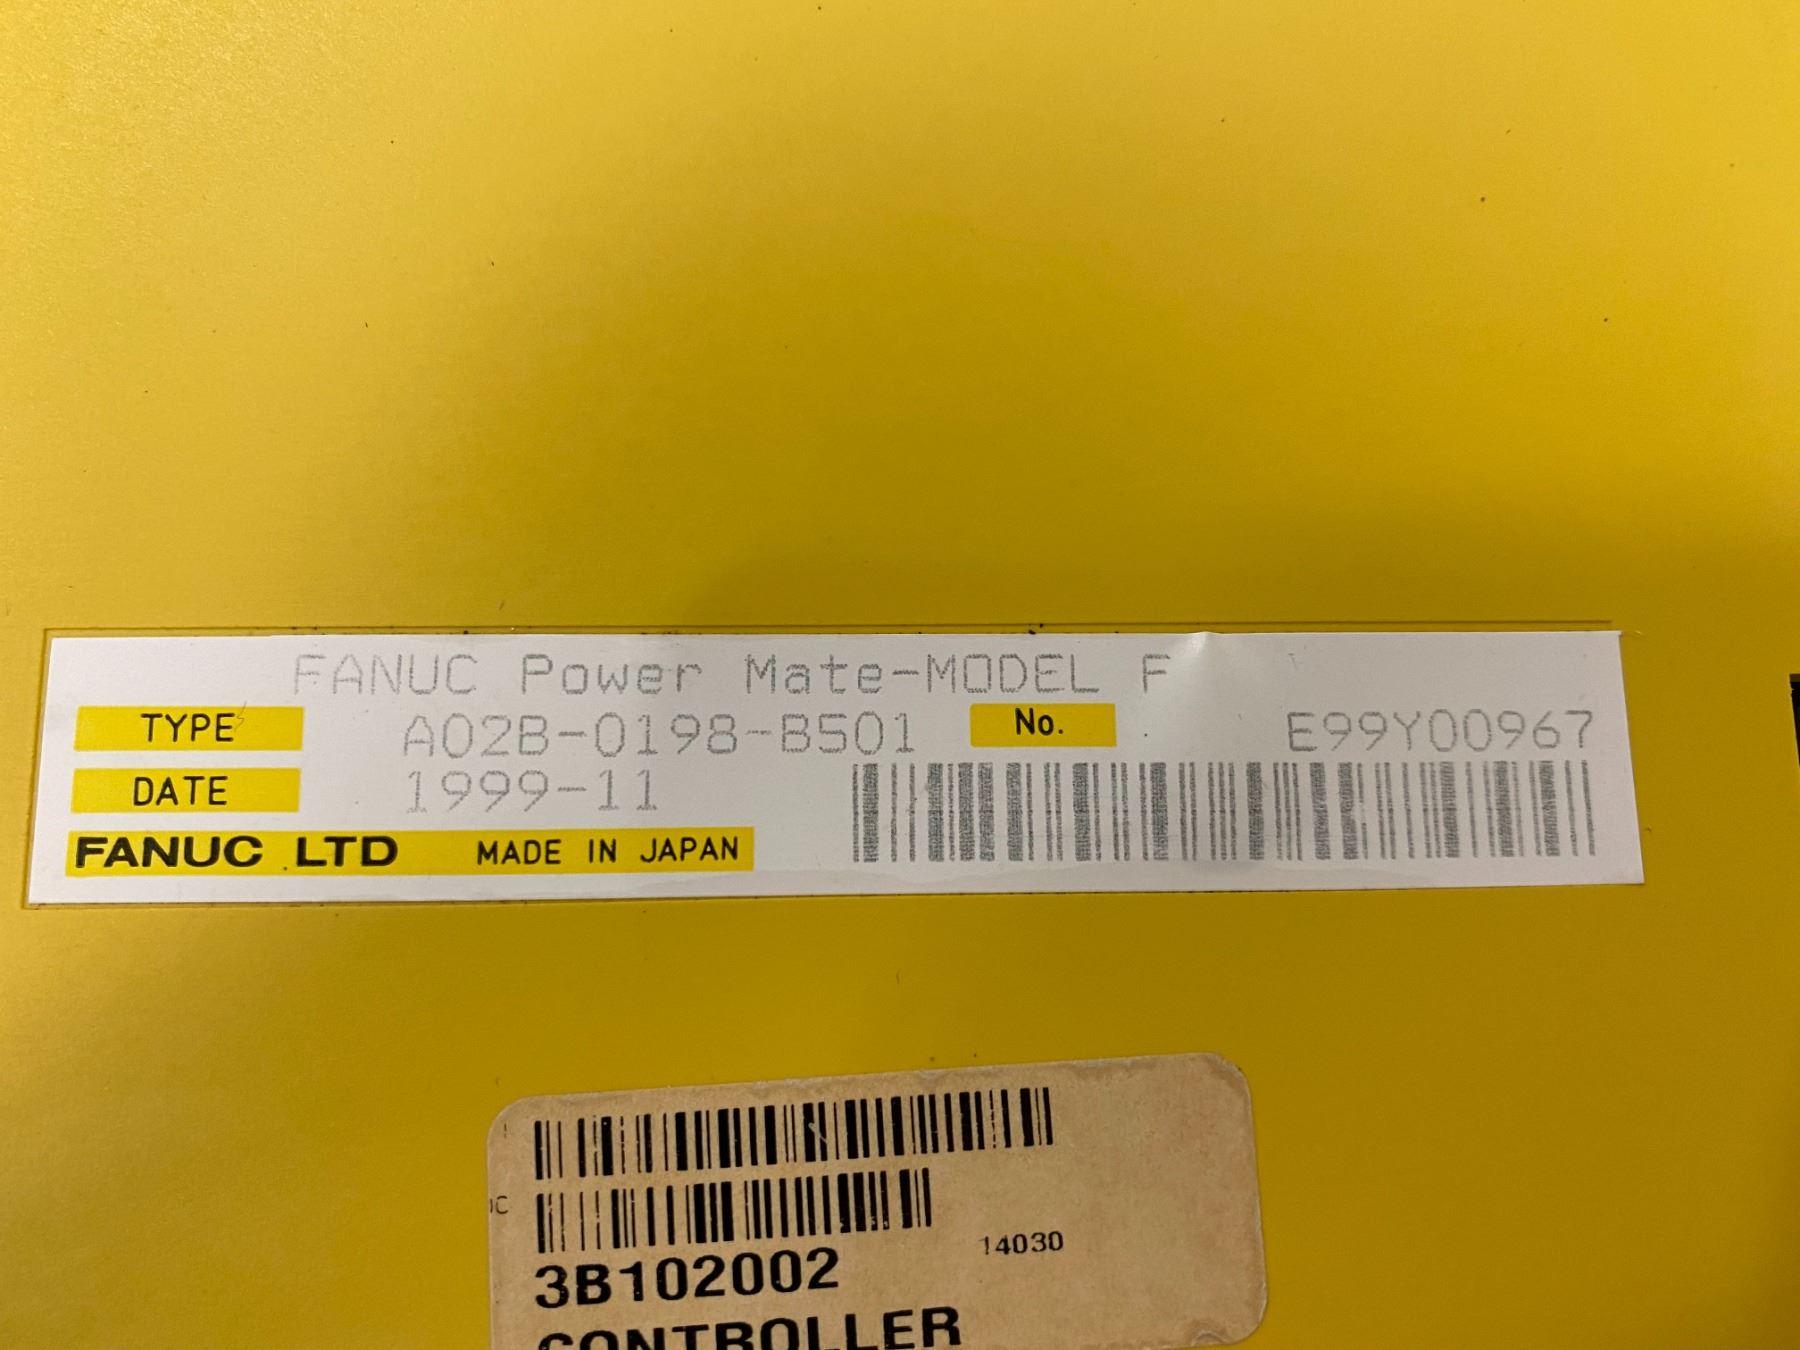 FANUC Power Mate-MODEL F
TYPE A02B-0198-B501 No. E99Y00967
DATE 1999-11
FANUC LTD MADE IN JAPAN
3B102002 14030
CONTROLLER